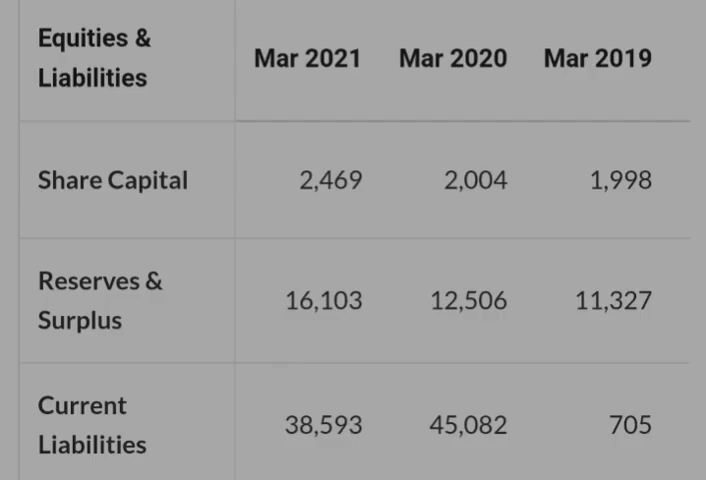 Equities &
Liabilities
Mar 2021 Mar 2020 Mar 2019
Share Capital 2,469 2,004 1,998
Reserves &
Surplus
16,103 12,506 11,327
Current
Liabilities
38,593 45,082 705